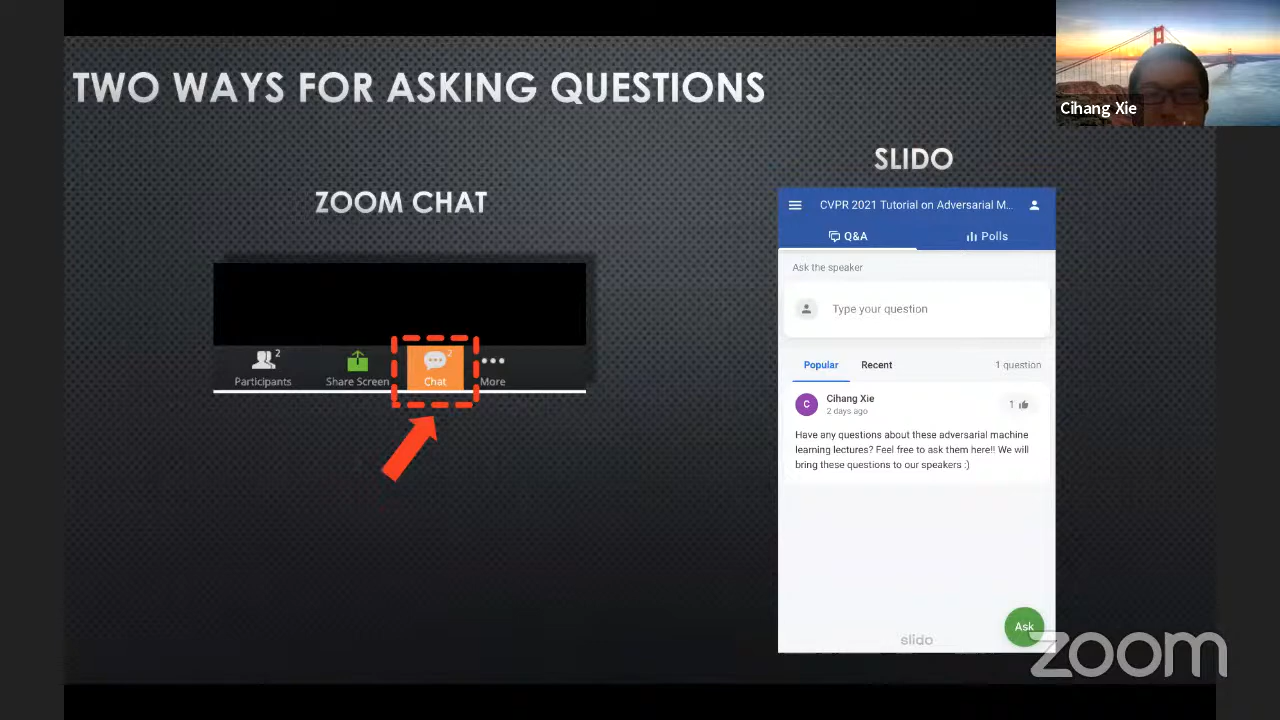 TWO WAYS FOR ASKING QUESTIONS
Cihang Xie
ZOOM CHAT
2
Participants
Share Screen
2
Chat
More
SLIDO
CVPR 2021 Tutorial on Adversarial M...
Q&A
Polls
Ask the speaker
Type your question
Popular
Recent
1 question
C
Cihang Xie
2 days ago
1
Have any questions about these adversarial machine
learning lectures? Feel free to ask them here!! We will
bring these questions to our speakers :)
Ask
slido
zoom